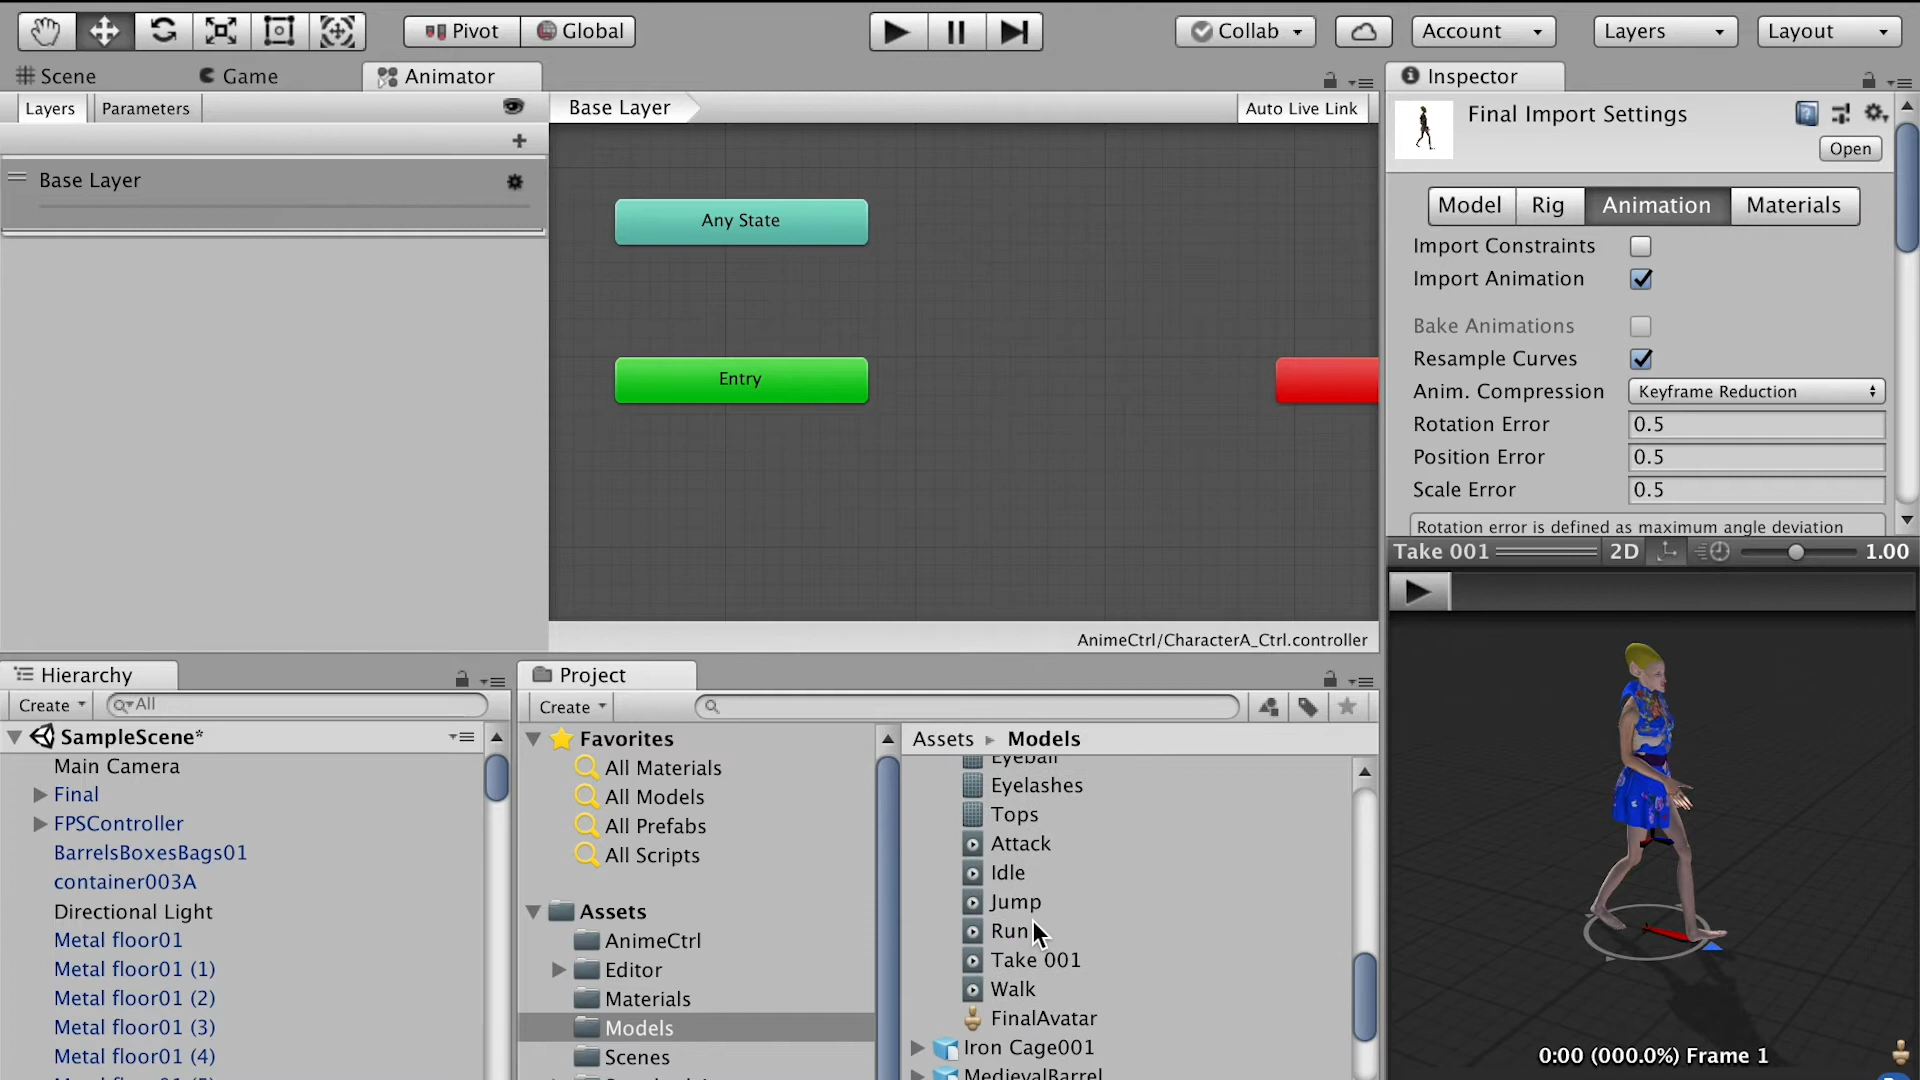 Pivot Global Collab Account Layers Layout
Scene Game Animator
Layers Parameters
Base Layer
Base Layer Auto Live Link
Any State
Entry
AnimeCtrl/CharacterA_Ctrl.controller
Inspector
Final Import Settings
Open
Model Rig Animation Materials
Import Constraints
Import Animation
Bake Animations
Resample Curves
Anim. Compression Keyframe Reduction
Rotation Error 0.5
Position Error 0.5
Scale Error 0.5
Rotation error is defined as maximum angle deviation
Take 001 2D 1.00
0:00 (000.0%) Frame 1
Hierarchy
Create All
SampleScene*
Main Camera
Final
FPSController
BarrelsBoxesBags01
container003A
Directional Light
Metal floor01
Metal floor01 (1)
Metal floor01 (2)
Metal floor01 (3)
Metal floor01 (4)
Project
Create
Favorites
All Materials
All Models
All Prefabs
All Scripts
Assets
AnimeCtrl
Editor
Materials
Models
Scenes
Assets Models
Eyeball
Eyelashes
Tops
Attack
Idle
Jump
Run
Take 001
Walk
FinalAvatar
Iron Cage001
MedievalBarrel